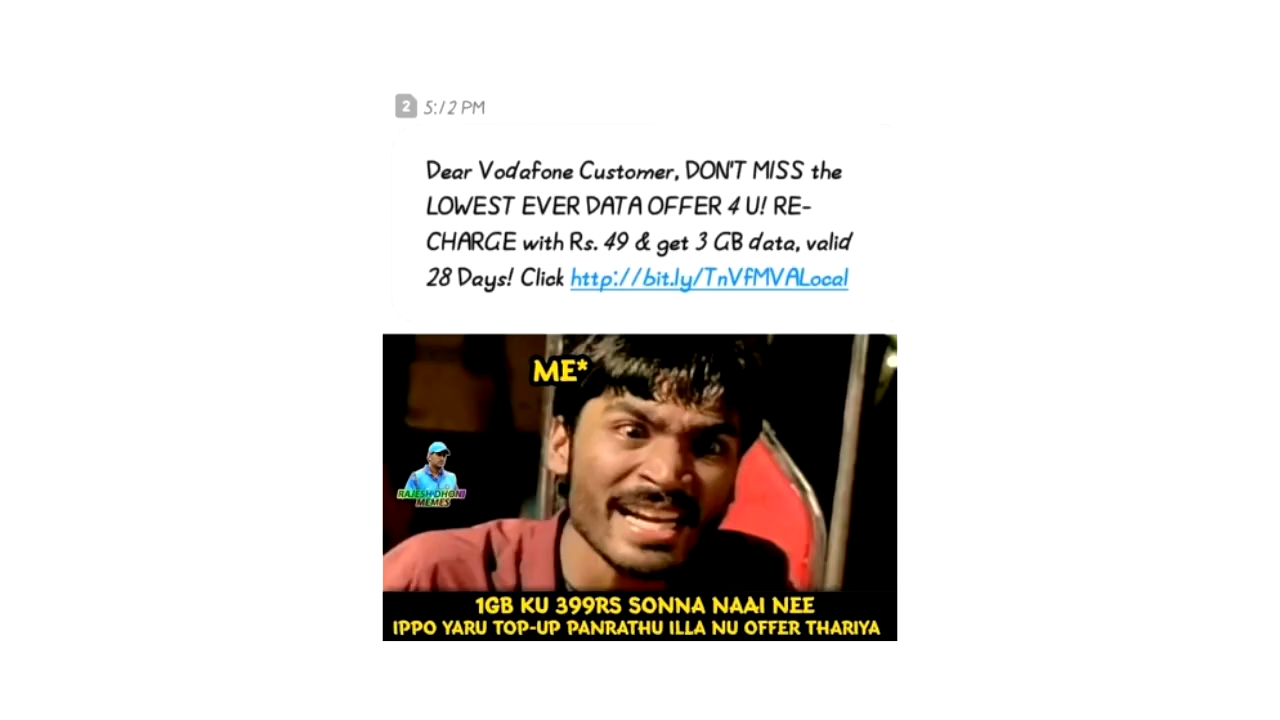 2 5:12 PM
Dear Vodafone Customer, DON'T MISS the
LOWEST EVER DATA OFFER 4 U! RE-
CHARGE with Rs. 49 & get 3 GB data, valid
28 Days! Click http://bit.ly/TnVfMVALocal
ME*
RAJESH DHONI
MEMES
1GB KU 399RS SONNA NAAI NEE
IPPO YARU TOP-UP PANRATHU ILLA NU OFFER THARIYA